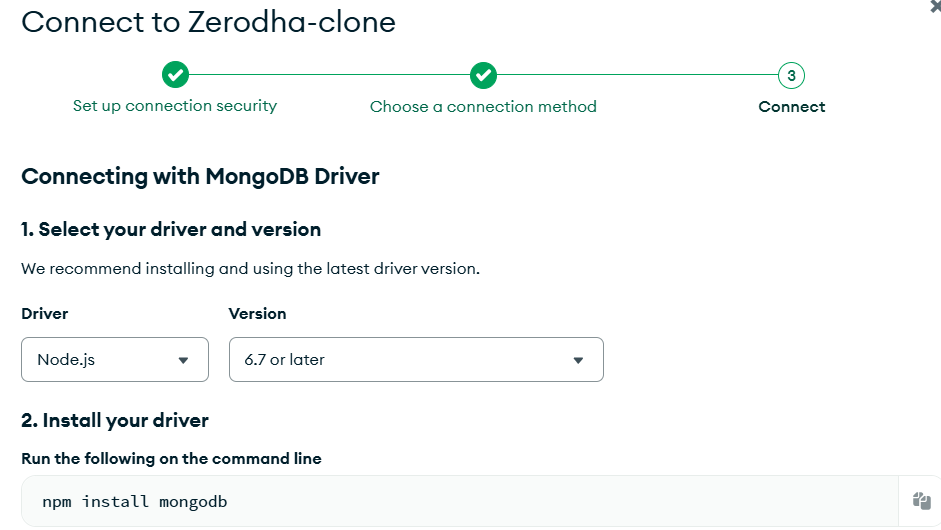 Connect to Zerodha-clone
3
Set up connection security
Choose a connection method
Connect
Connecting with MongoDB Driver
1. Select your driver and version
We recommend installing and using the latest driver version.
Driver
Version
Node.js
6.7 or later
2. Install your driver
Run the following on the command line
npm install mongodb